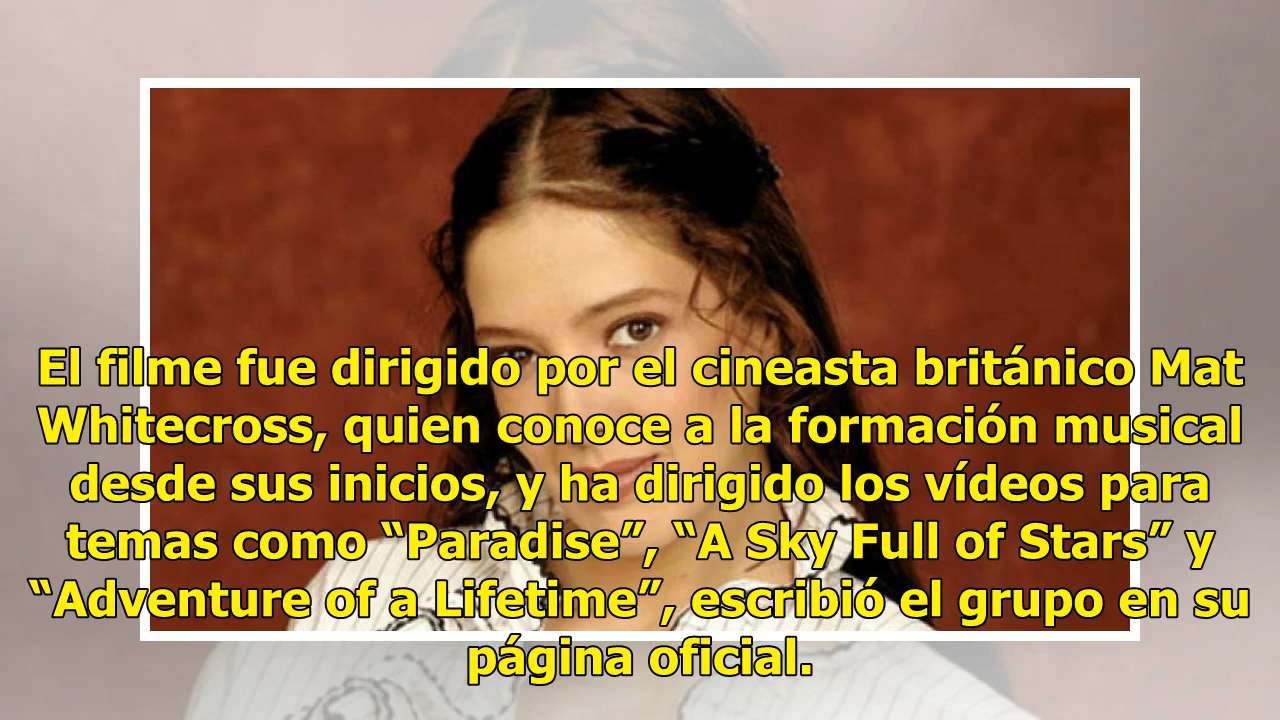 El filme fue dirigido por el cineasta británico Mat
Whitecross, quien conoce a la formación musical
desde sus inicios, y ha dirigido los vídeos para
temas como “Paradise”, “A Sky Full of Stars” y
“Adventure of a Lifetime”, escribió el grupo en su
página oficial.